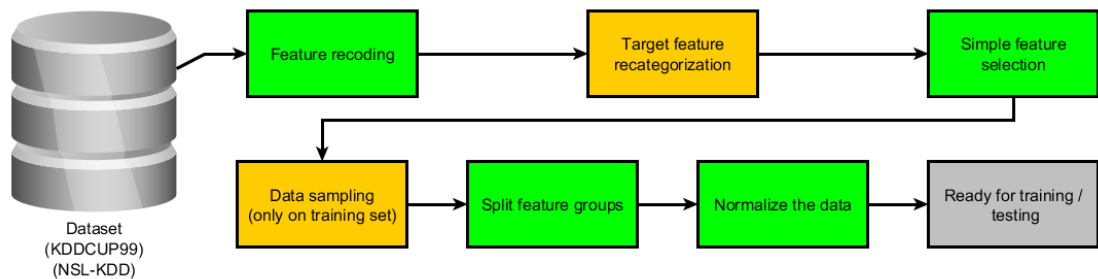 Feature recoding
Target feature
recategorization
Simple feature
selection
Dataset
(KDDCUP99)
(NSL-KDD)
Data sampling
(only on training set)
Split feature groups
Normalize the data
Ready for training /
testing